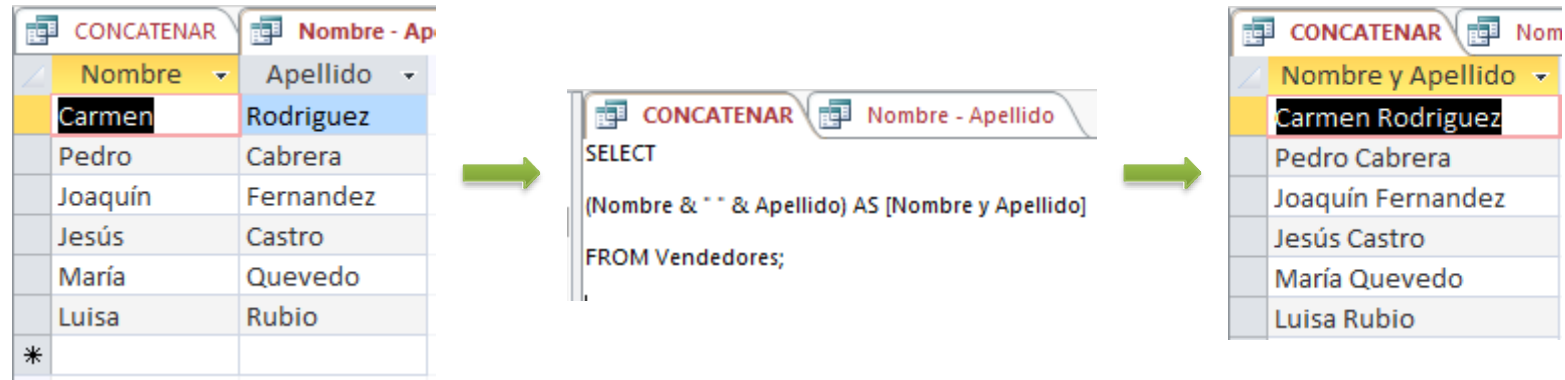 CONCATENAR Nombre - Ap
Nombre Apellido
Carmen Rodriguez
Pedro Cabrera
Joaquín Fernandez
Jesús Castro
María Quevedo
Luisa Rubio
CONCATENAR Nombre - Apellido
SELECT
(Nombre & " " & Apellido) AS [Nombre y Apellido]
FROM Vendedores;
CONCATENAR Nom
Nombre y Apellido
Carmen Rodriguez
Pedro Cabrera
Joaquín Fernandez
Jesús Castro
María Quevedo
Luisa Rubio